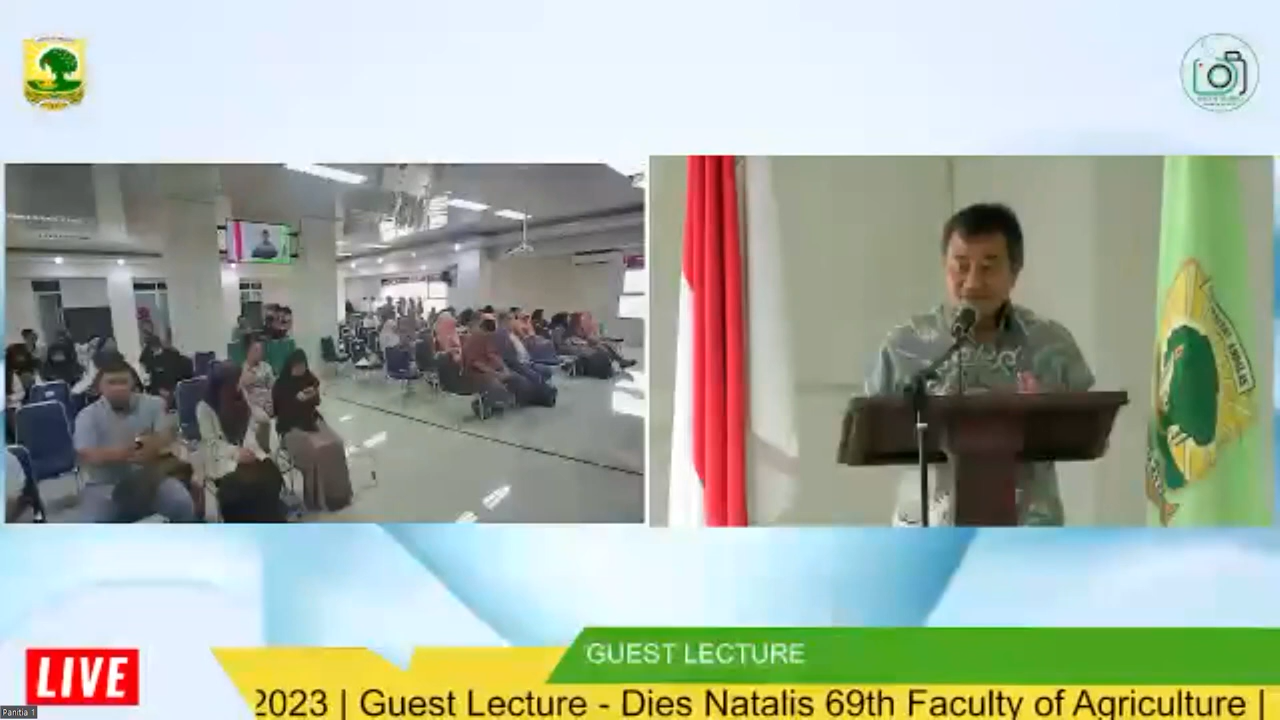 GUEST LECTURE
LIVE
2023 | Guest Lecture - Dies Natalis 69th Faculty of Agriculture |
Panitia 1